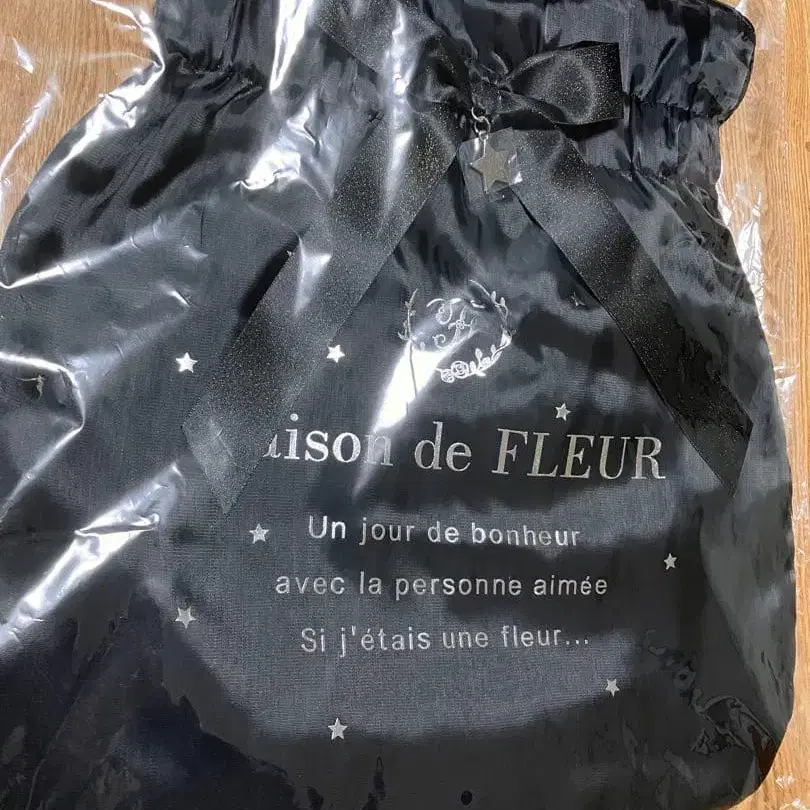 aison de FLEUR
Un jour de bonheur
avec la personne aimée
Si j'étais une fleur...